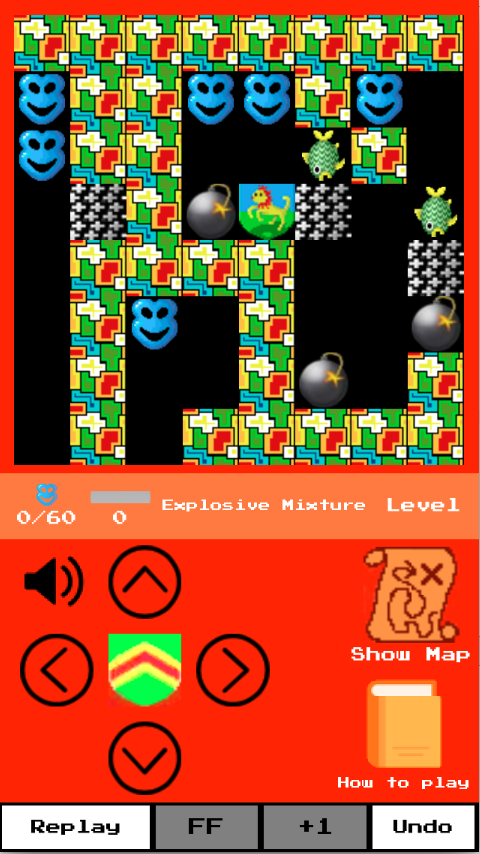 0/60
0
Explosive Mixture
Level
Show Map
How to play
Replay
FF
+1
Undo